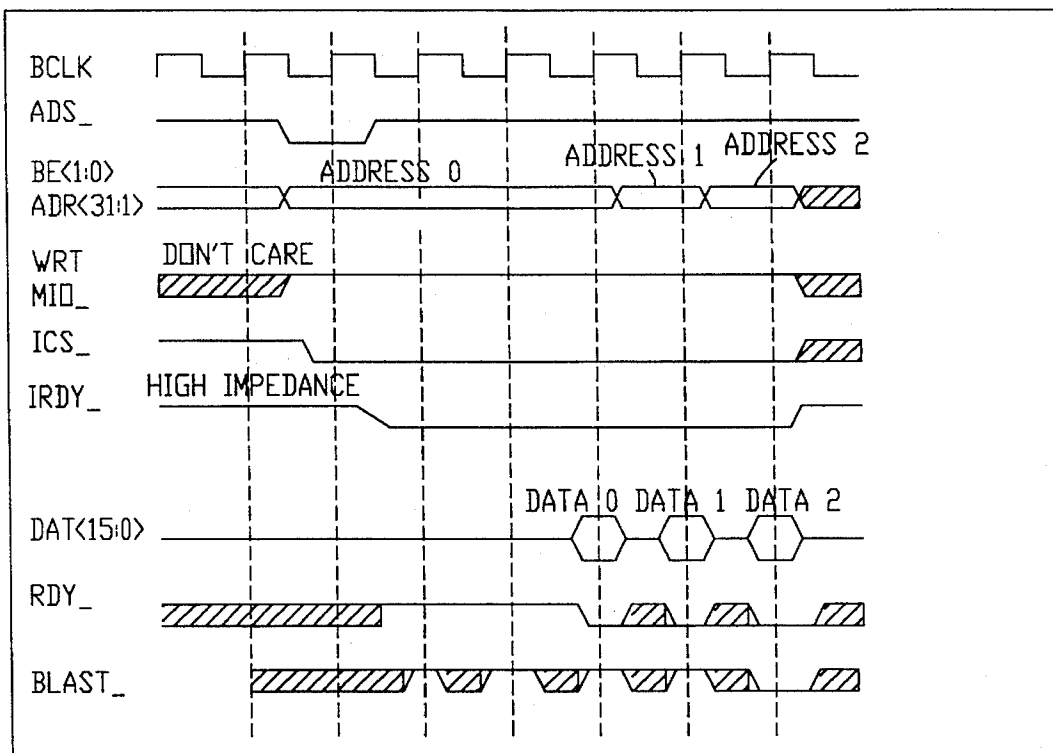 BCLK
ADS_
BE<1:0>
ADR<31:1>
ADDRESS 0
ADDRESS 1
ADDRESS 2
WRT
MIO_
DON'T CARE
ICS_
IRDY_
HIGH IMPEDANCE
DAT<15:0>
DATA 0 DATA 1 DATA 2
RDY_
BLAST_